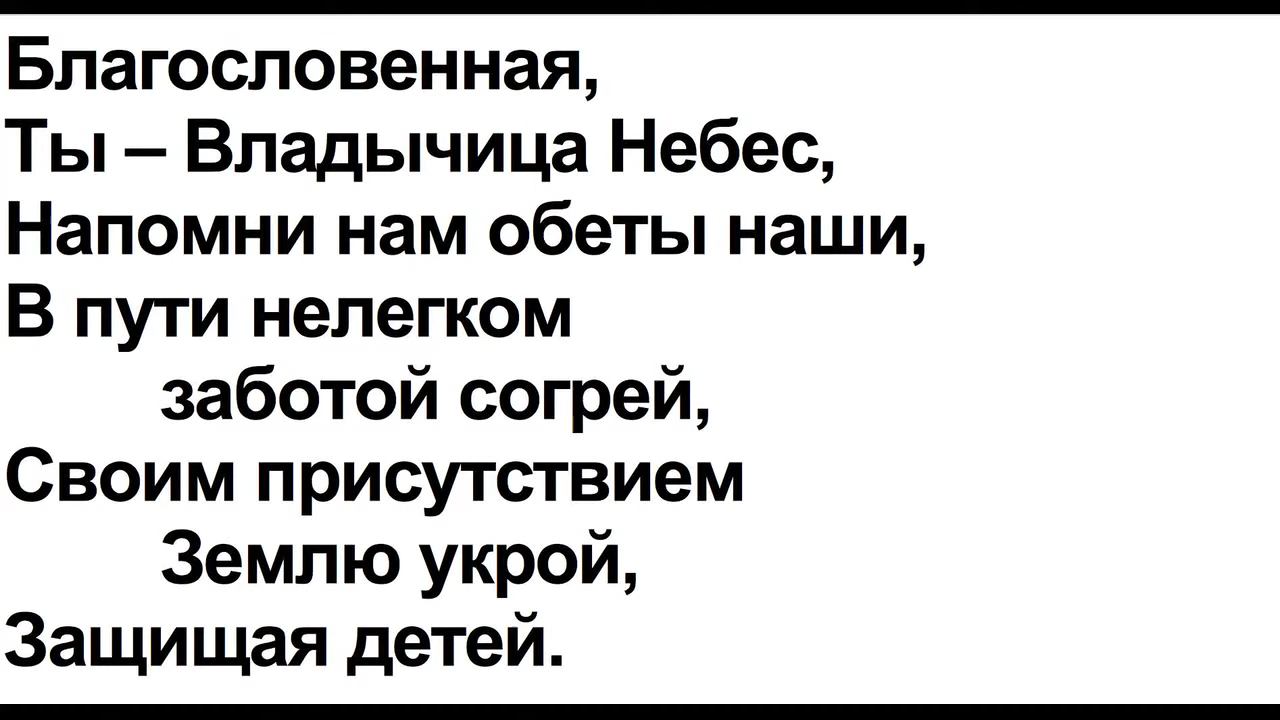 Благословенная,
Ты – Владычица Небес,
Напомни нам обеты наши,
В пути нелегком
заботой согрей,
Своим присутствием
Землю укрой,
Защищая детей.